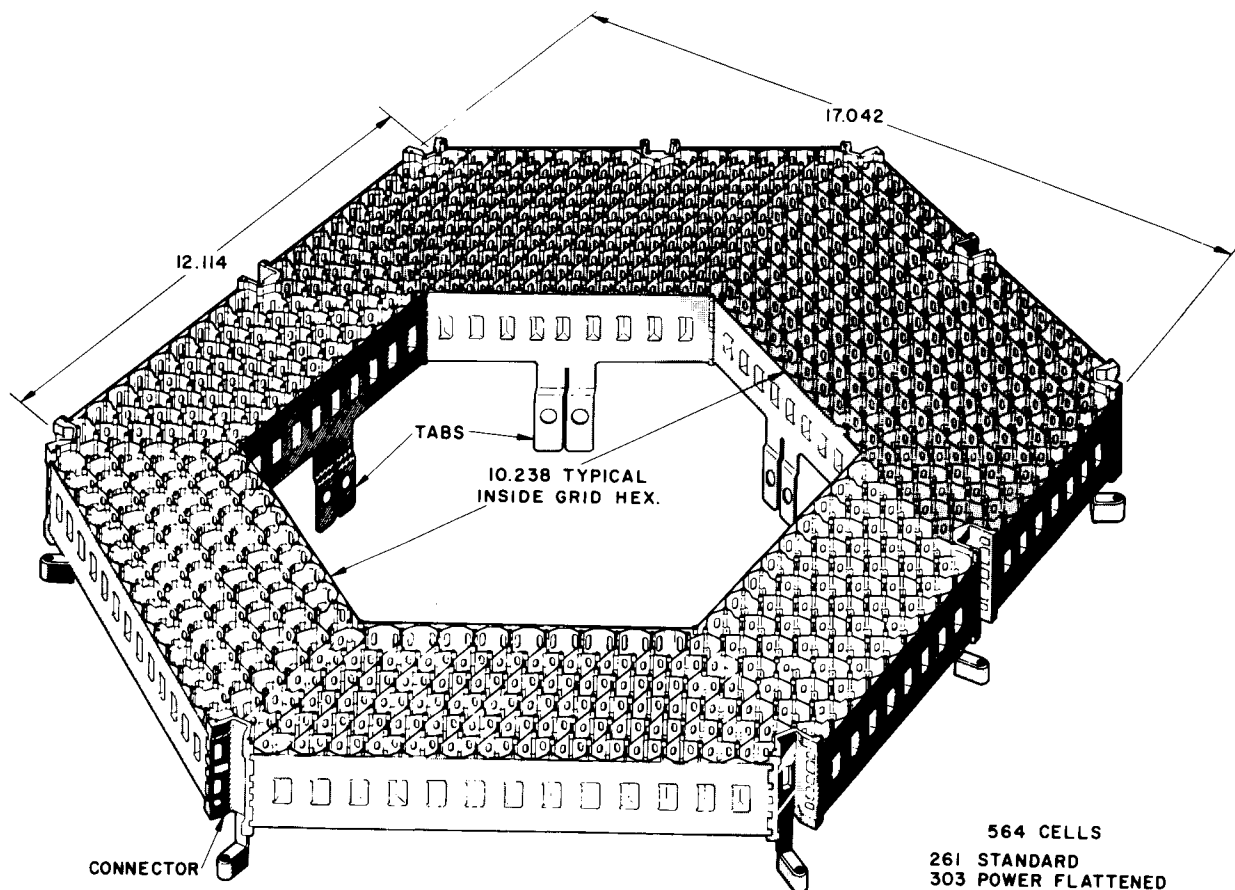 17.042
12.114
TABS
10.238 TYPICAL
INSIDE GRID HEX.
CONNECTOR
564 CELLS
261 STANDARD
303 POWER FLATTENED